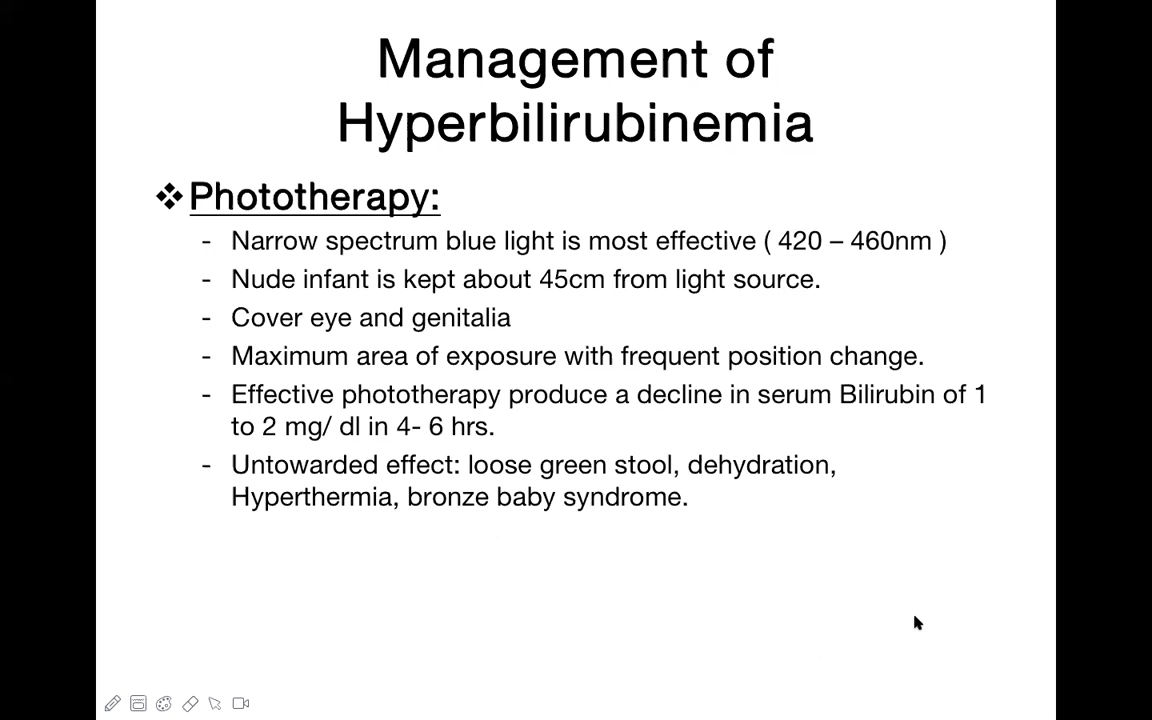 Management of
Hyperbilirubinemia
❖Phototherapy:
- Narrow spectrum blue light is most effective ( 420 – 460nm )
- Nude infant is kept about 45cm from light source.
- Cover eye and genitalia
- Maximum area of exposure with frequent position change.
- Effective phototherapy produce a decline in serum Bilirubin of 1
to 2 mg/ dl in 4- 6 hrs.
- Untowarded effect: loose green stool, dehydration,
Hyperthermia, bronze baby syndrome.